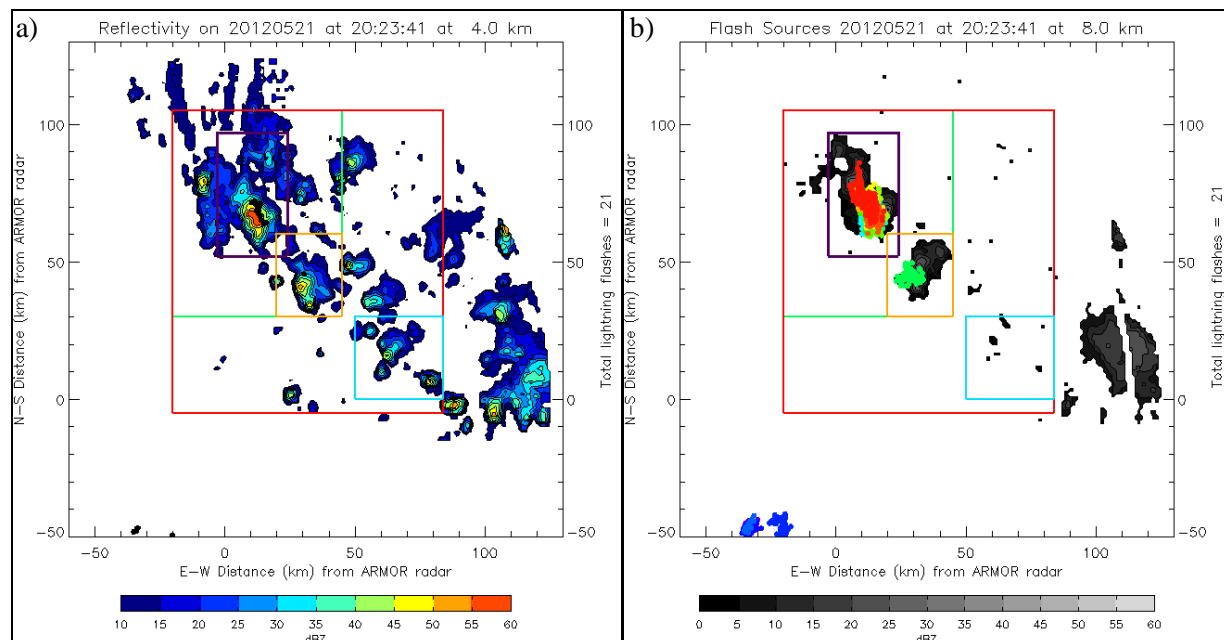 a)
Reflectivity on 20120521 at 20:23:41 at 4.0 km
N-S Distance (km) from ARMOR radar
100
50
0
-50
100
50
0
-50
Total lightning flashes = 21
-50 0 50 100
E-W Distance (km) from ARMOR radar
10 15 20 25 30 35 40 45 50 55 60
dBZ
b)
Flash Sources 20120521 at 20:23:41 at 8.0 km
N-S Distance (km) from ARMOR radar
100
50
0
-50
100
50
0
-50
Total lightning flashes = 21
-50 0 50 100
E-W Distance (km) from ARMOR radar
0 5 10 15 20 25 30 35 40 45 50 55 60
dBZ